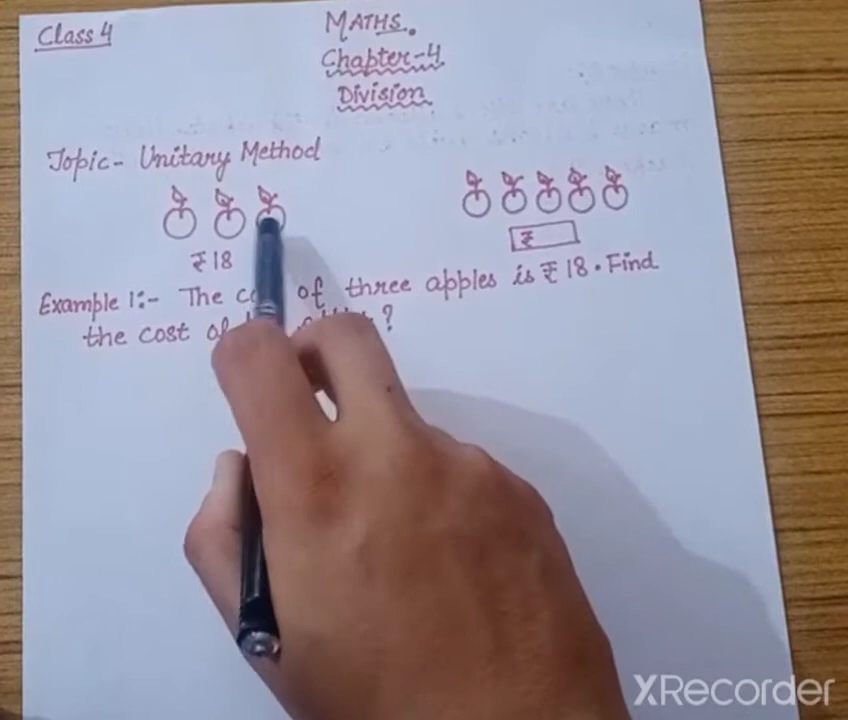 Class 4
MATHS.
Chapter-4
Division
Topic- Unitary Method
₹18
₹
Example 1:- The of three apples is ₹18. Find
the cost ?
XRecorder